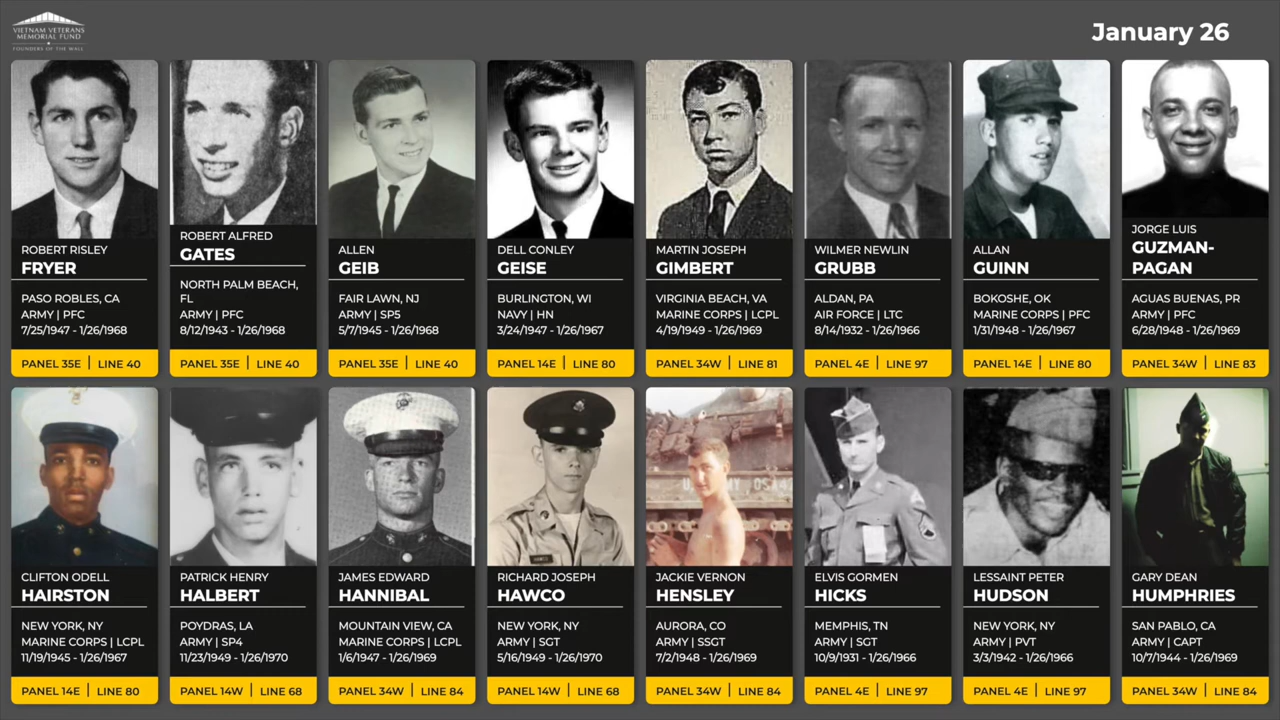 VIETNAM VETERANS
MEMORIAL FUND
FOUNDERS OF THE WALL
January 26
ROBERT RISLEY
FRYER
PASO ROBLES, CA
ARMY | PFC
7/25/1947 - 1/26/1968
PANEL 35E | LINE 40
ROBERT ALFRED
GATES
NORTH PALM BEACH,
FL
ARMY | PFC
8/12/1943 - 1/26/1968
PANEL 35E | LINE 40
ALLEN
GEIB
FAIR LAWN, NJ
ARMY | SP5
5/7/1945 - 1/26/1968
PANEL 35E | LINE 40
DELL CONLEY
GEISE
BURLINGTON, WI
NAVY | HN
3/24/1947 - 1/26/1967
PANEL 14E | LINE 80
MARTIN JOSEPH
GIMBERT
VIRGINIA BEACH, VA
MARINE CORPS | LCPL
4/19/1949 - 1/26/1969
PANEL 34W | LINE 81
WILMER NEWLIN
GRUBB
ALDAN, PA
AIR FORCE | LTC
8/14/1932 - 1/26/1966
PANEL 4E | LINE 97
ALLAN
GUINN
BOKOSHE, OK
MARINE CORPS | PFC
1/31/1948 - 1/26/1967
PANEL 14E | LINE 80
JORGE LUIS
GUZMAN-
PAGAN
AGUAS BUENAS, PR
ARMY | PFC
6/28/1948 - 1/26/1969
PANEL 34W | LINE 83
CLIFTON ODELL
HAIRSTON
NEW YORK, NY
MARINE CORPS | LCPL
11/19/1945 - 1/26/1967
PANEL 14E | LINE 80
PATRICK HENRY
HALBERT
POYDRAS, LA
ARMY | SP4
11/23/1949 - 1/26/1970
PANEL 14W | LINE 68
JAMES EDWARD
HANNIBAL
MOUNTAIN VIEW, CA
MARINE CORPS | LCPL
1/6/1947 - 1/26/1969
PANEL 34W | LINE 84
RICHARD JOSEPH
HAWCO
NEW YORK, NY
ARMY | SGT
5/16/1949 - 1/26/1970
PANEL 14W | LINE 68
JACKIE VERNON
HENSLEY
AURORA, CO
ARMY | SSGT
7/2/1948 - 1/26/1969
PANEL 34W | LINE 84
ELVIS GORMEN
HICKS
MEMPHIS, TN
ARMY | SGT
10/9/1931 - 1/26/1966
PANEL 4E | LINE 97
LESSAINT PETER
HUDSON
NEW YORK, NY
ARMY | PVT
3/3/1942 - 1/26/1966
PANEL 4E | LINE 97
GARY DEAN
HUMPHRIES
SAN PABLO, CA
ARMY | CAPT
10/7/1944 - 1/26/1969
PANEL 34W | LINE 84